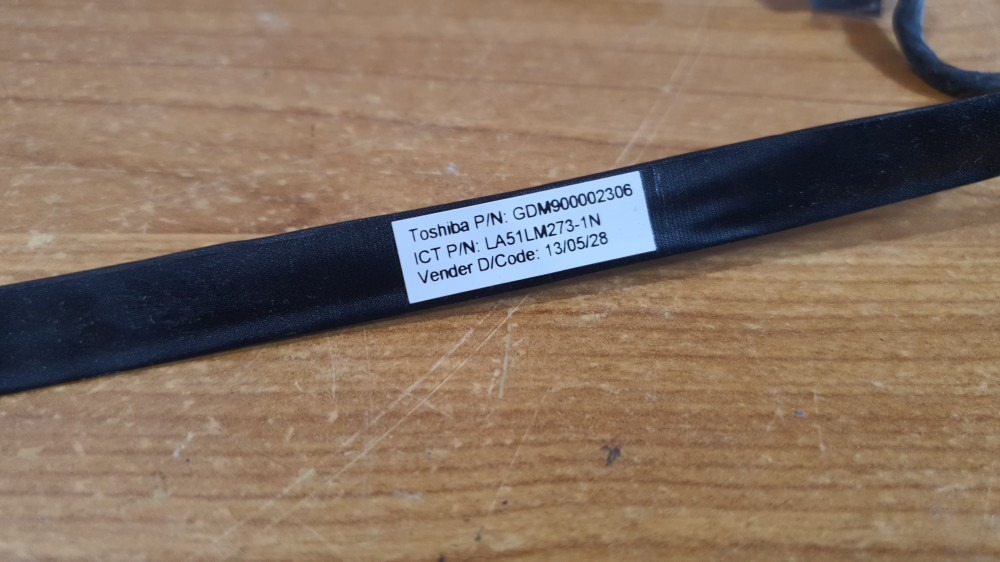 Toshiba P/N: GDM900002306
ICT P/N: LA51LM273-1N
Vender D/Code: 13/05/28